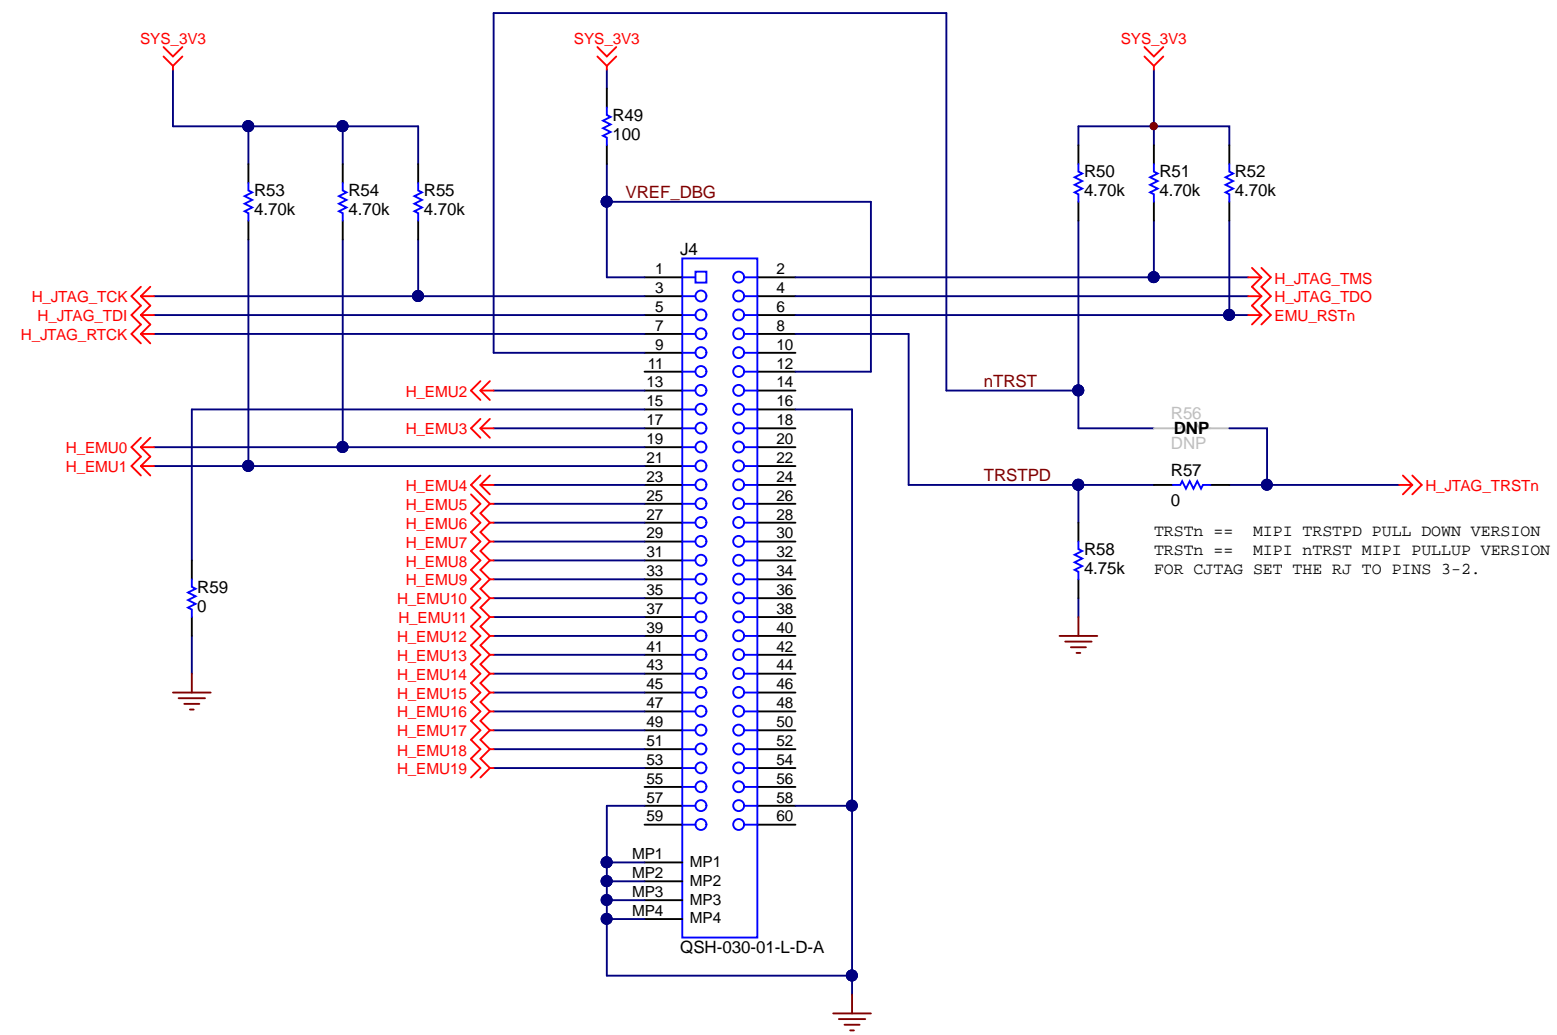 SYS_3V3
SYS_3V3
SYS_3V3
R49
100
R53
4.70k
R54
4.70k
R55
4.70k
R50
4.70k
R51
4.70k
R52
4.70k
VREF_DBG
J4
1 2
3 4
5 6
7 8
9 10
11 12
13 14
15 16
17 18
19 20
21 22
23 24
25 26
27 28
29 30
31 32
33 34
35 36
37 38
39 40
41 42
43 44
45 46
47 48
49 50
51 52
53 54
55 56
57 58
59 60
MP1 MP1
MP2 MP2
MP3 MP3
MP4 MP4
QSH-030-01-L-D-A
H_JTAG_TCK
H_JTAG_TDI
H_JTAG_RTCK
H_EMU2
H_EMU3
H_EMU0
H_EMU1
H_EMU4
H_EMU5
H_EMU6
H_EMU7
H_EMU8
H_EMU9
H_EMU10
H_EMU11
H_EMU12
H_EMU13
H_EMU14
H_EMU15
H_EMU16
H_EMU17
H_EMU18
H_EMU19
R59
0
H_JTAG_TMS
H_JTAG_TDO
EMU_RSTn
nTRST
R56
DNP
DNP
TRSTPD
R57
0
H_JTAG_TRSTn
R58
4.75k
TRSTn == MIPI TRSTPD PULL DOWN VERSION
TRSTn == MIPI nTRST MIPI PULLUP VERSION
FOR CJTAG SET THE RJ TO PINS 3-2.